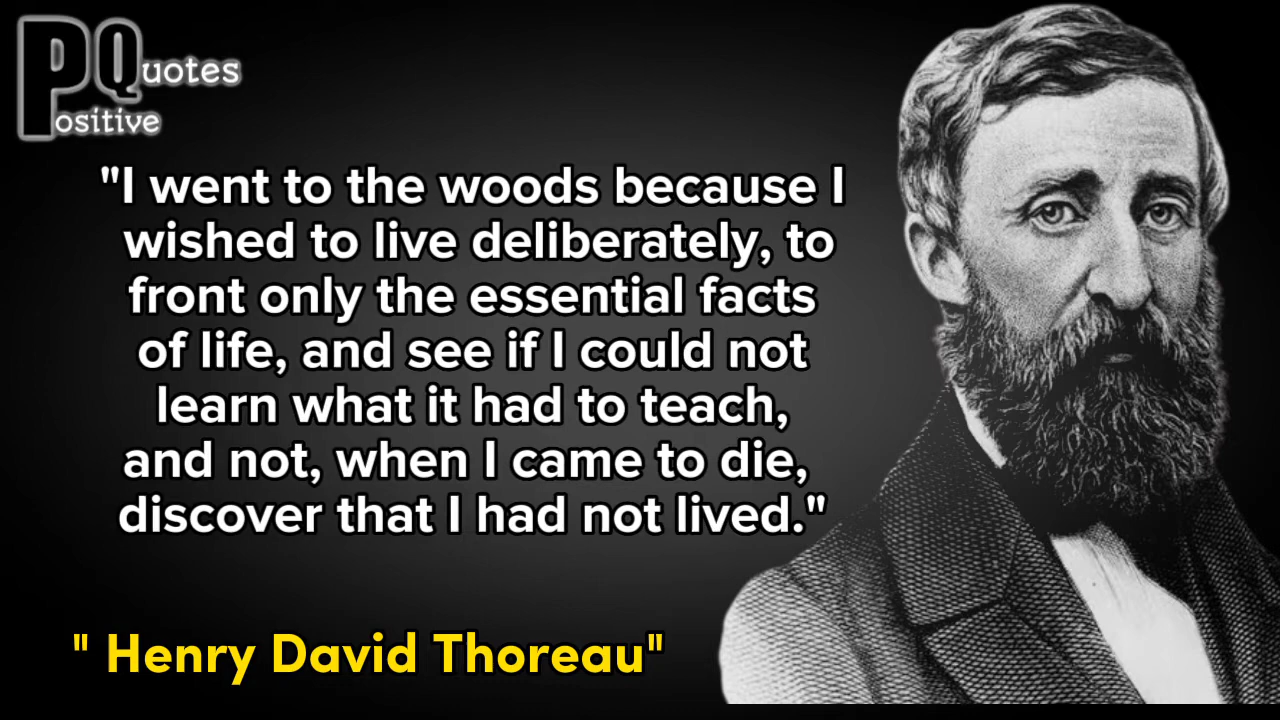 Positive Quotes
"I went to the woods because I
wished to live deliberately, to
front only the essential facts
of life, and see if I could not
learn what it had to teach,
and not, when I came to die,
discover that I had not lived."
" Henry David Thoreau"